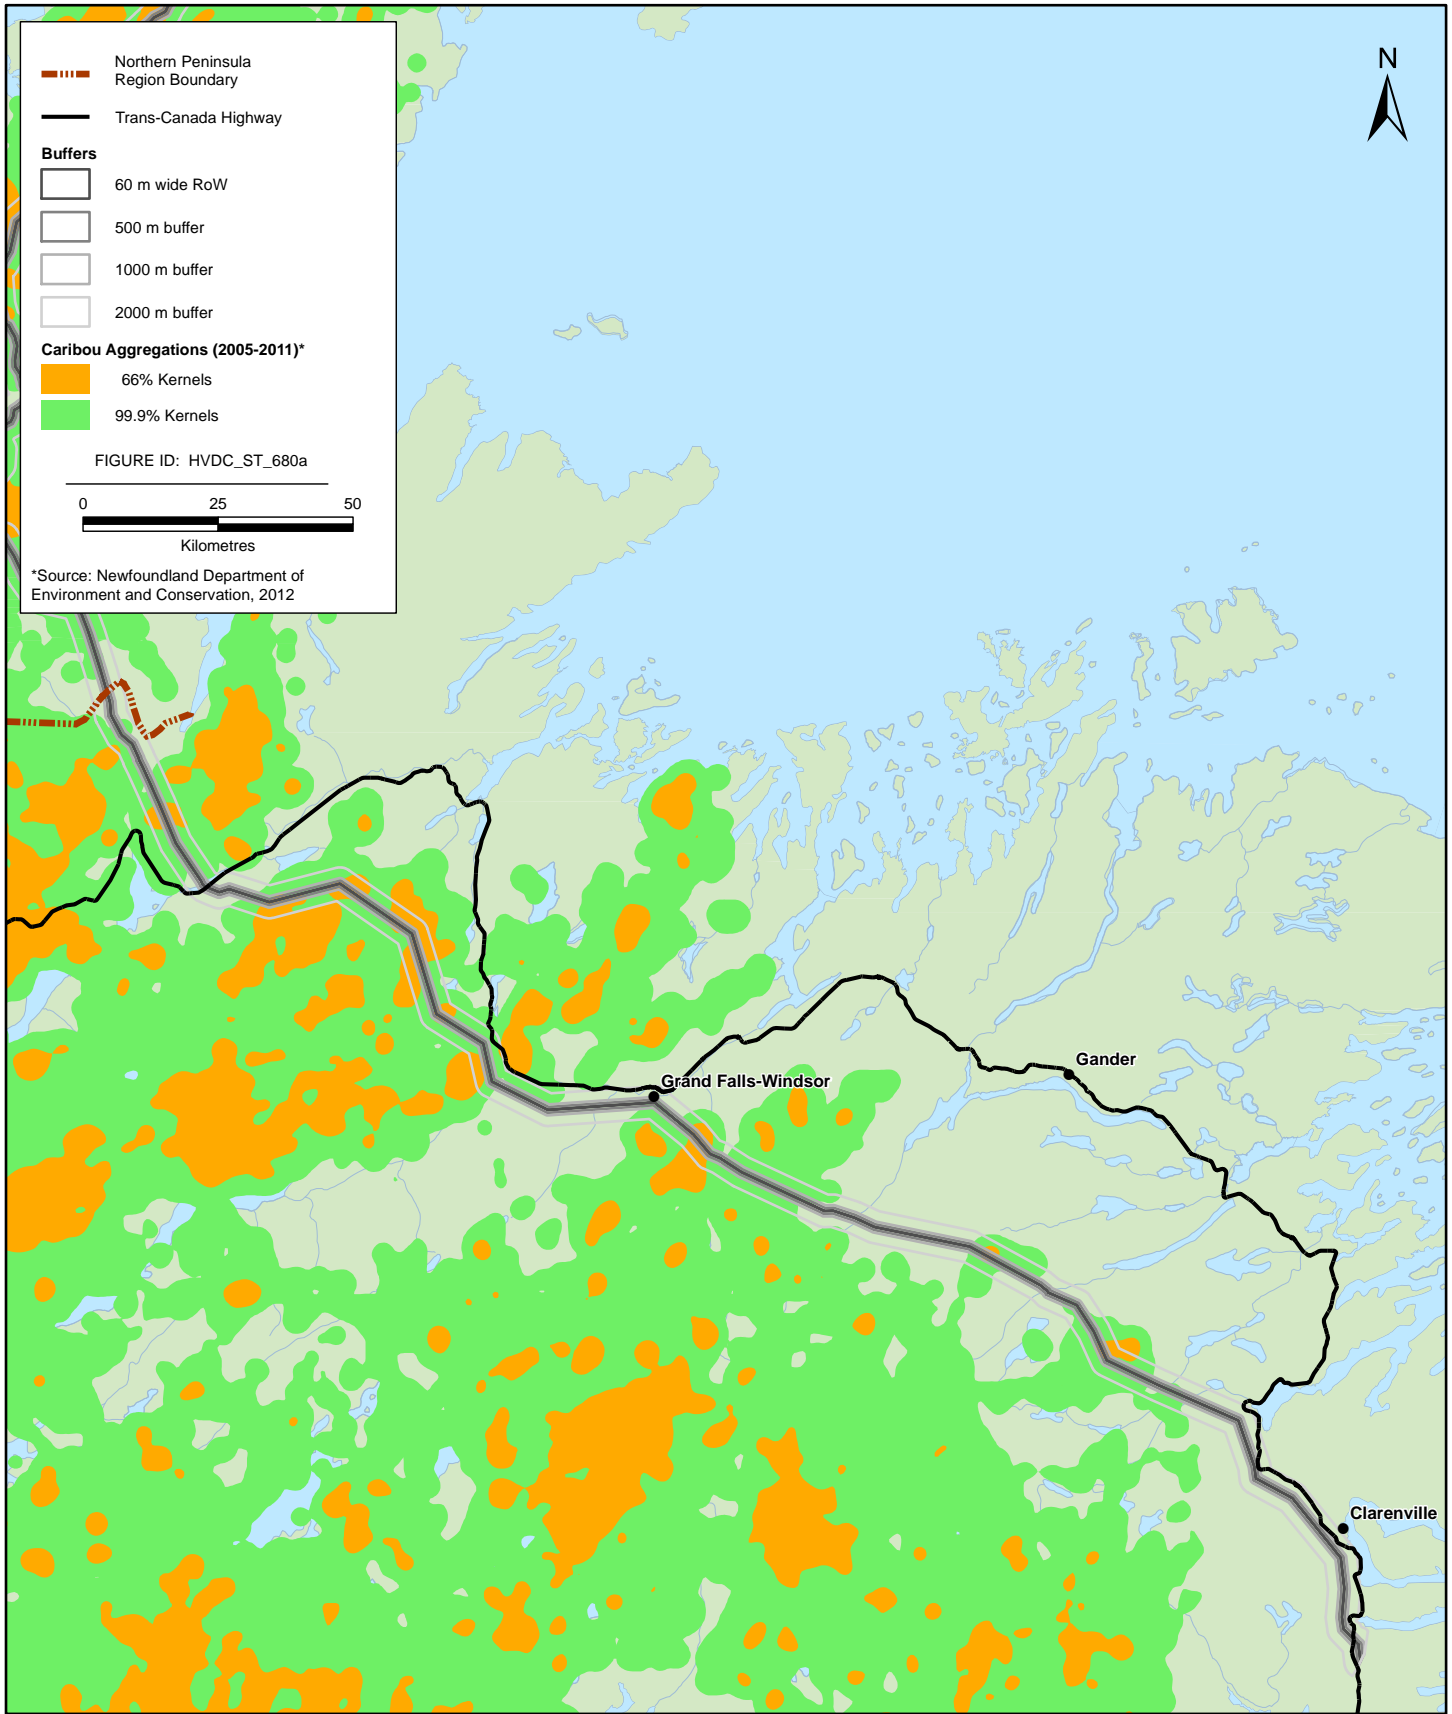 Northern Peninsula
Region Boundary
Trans-Canada Highway
Buffers
60 m wide RoW
500 m buffer
1000 m buffer
2000 m buffer
Caribou Aggregations (2005-2011)*
66% Kernels
99.9% Kernels
FIGURE ID: HVDC_ST_680a
0 25 50
Kilometres
*Source: Newfoundland Department of
Environment and Conservation, 2012
N
Gander
Grand Falls-Windsor
Clarenville